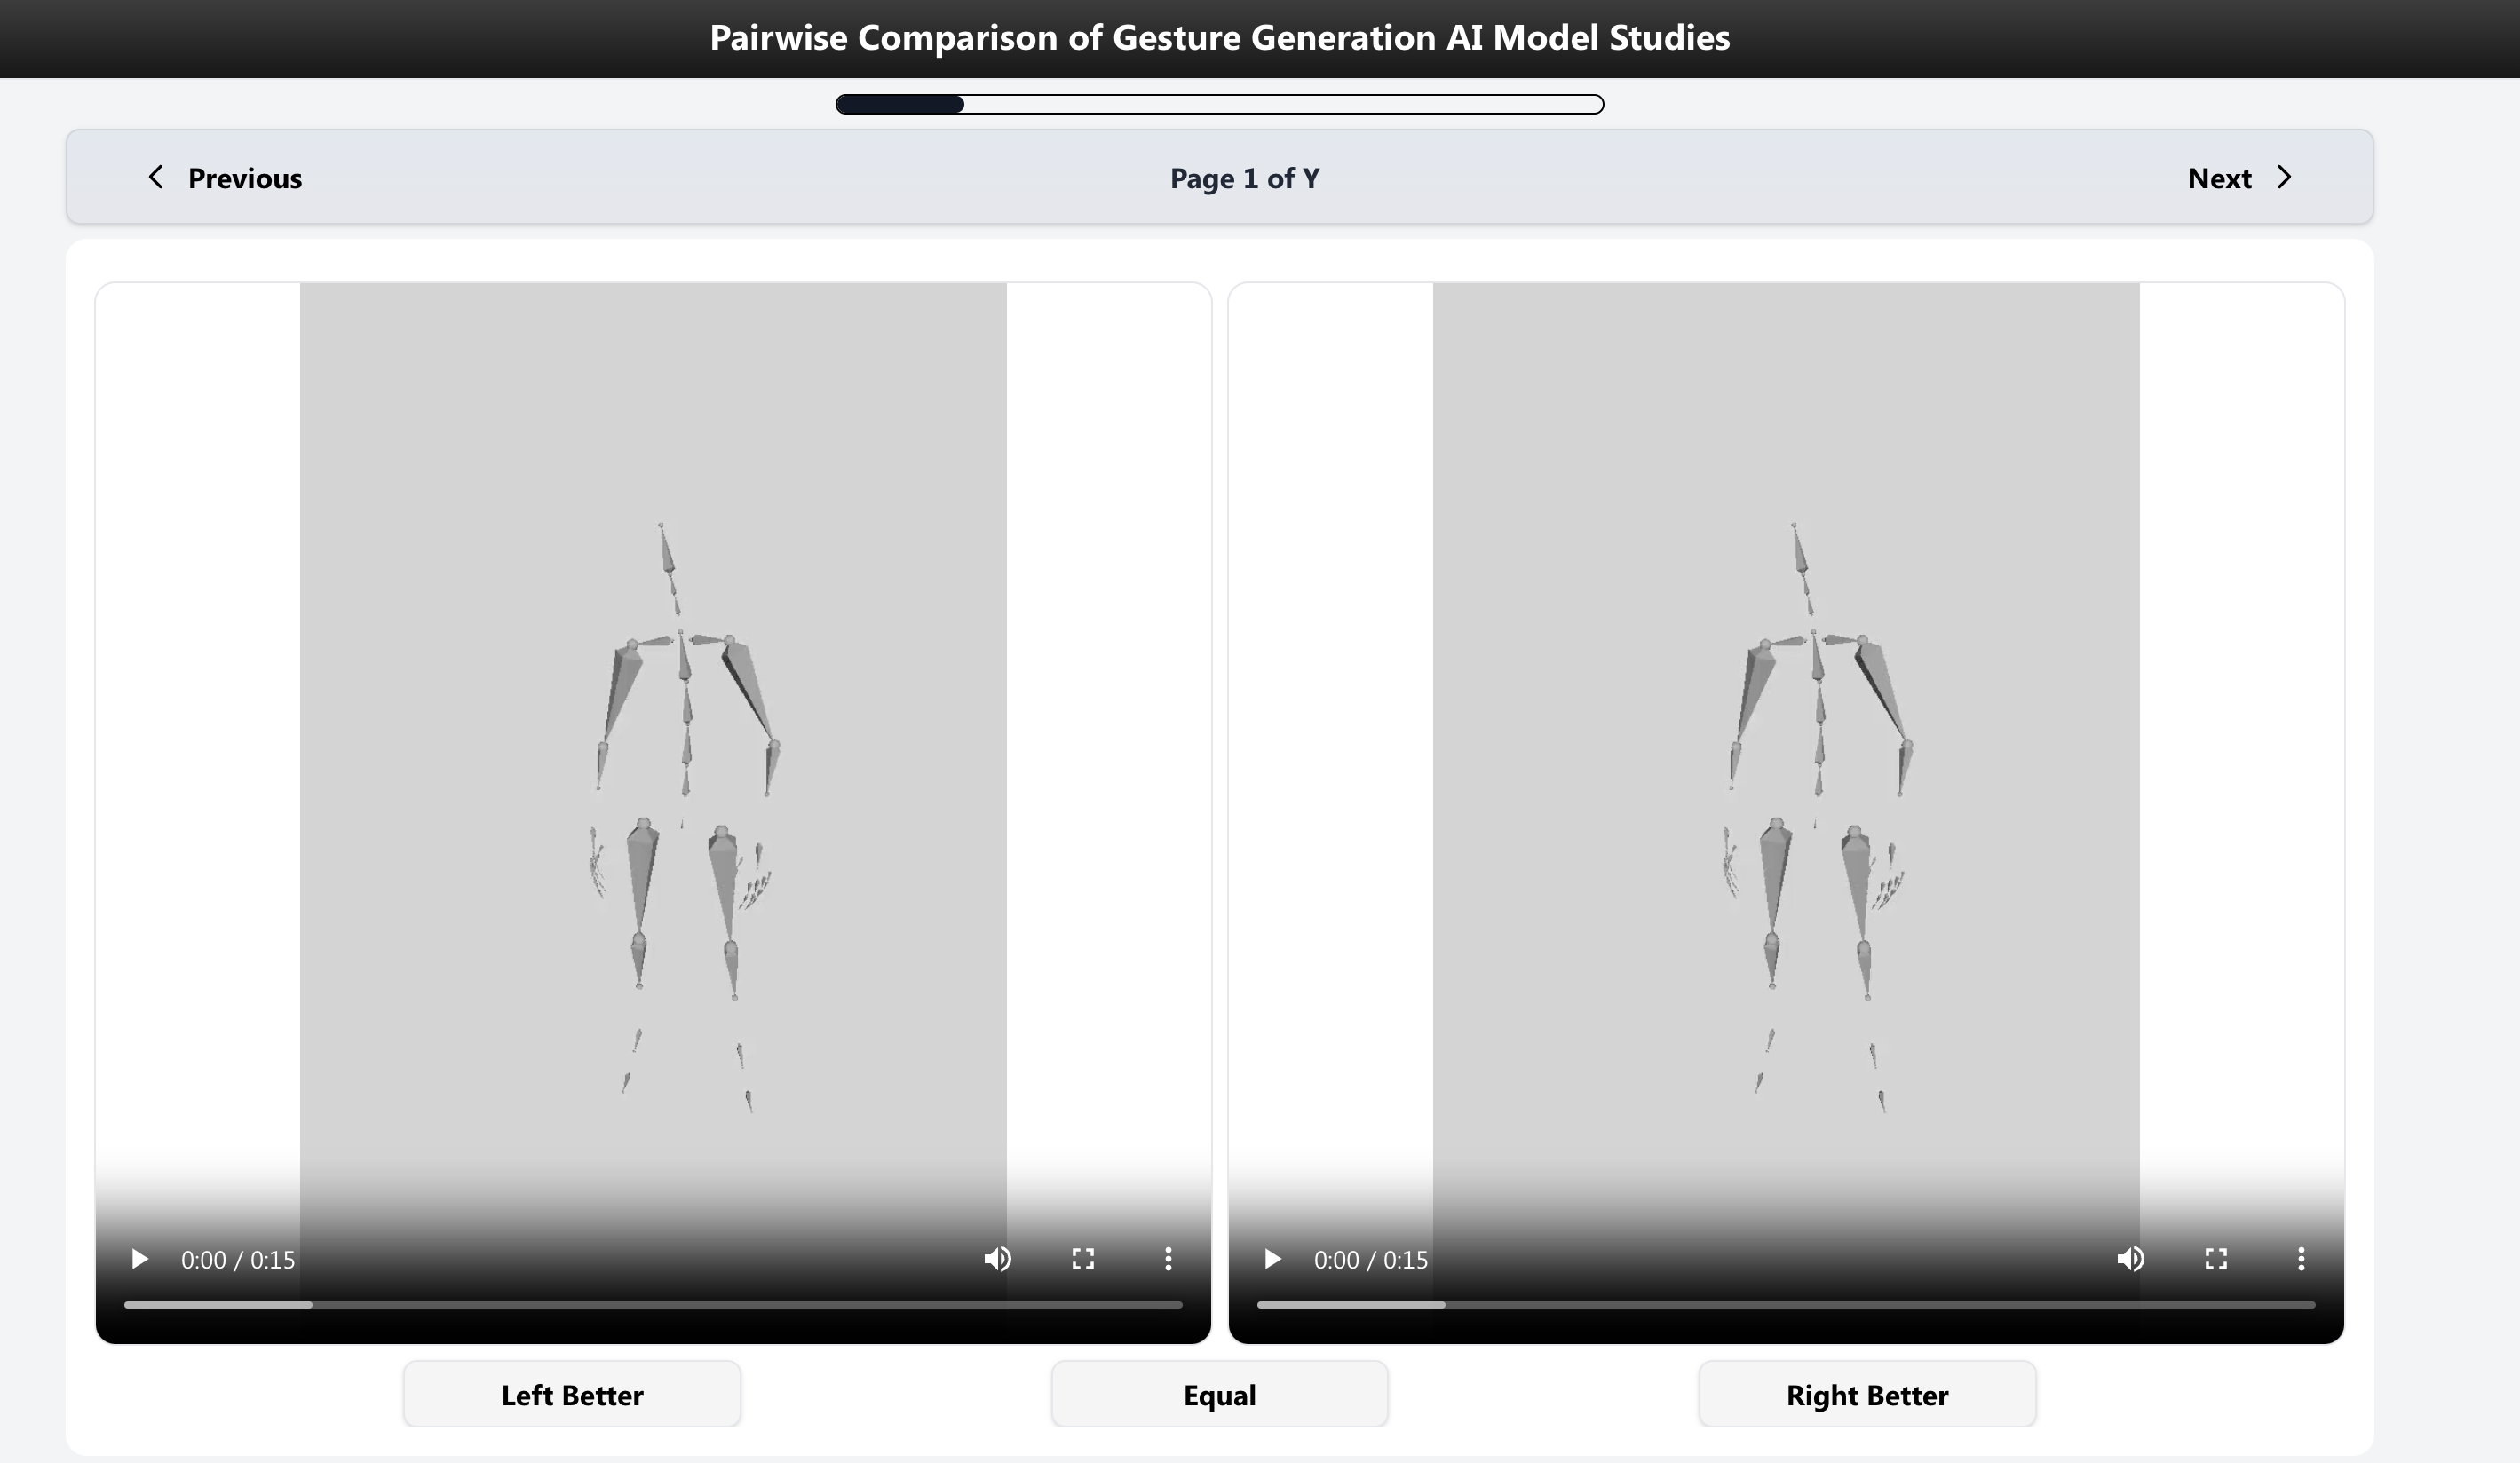 Pairwise Comparison of Gesture Generation AI Model Studies
Previous
Page 1 of Y
Next
0:00 / 0:15
0:00 / 0:15
Left Better
Equal
Right Better